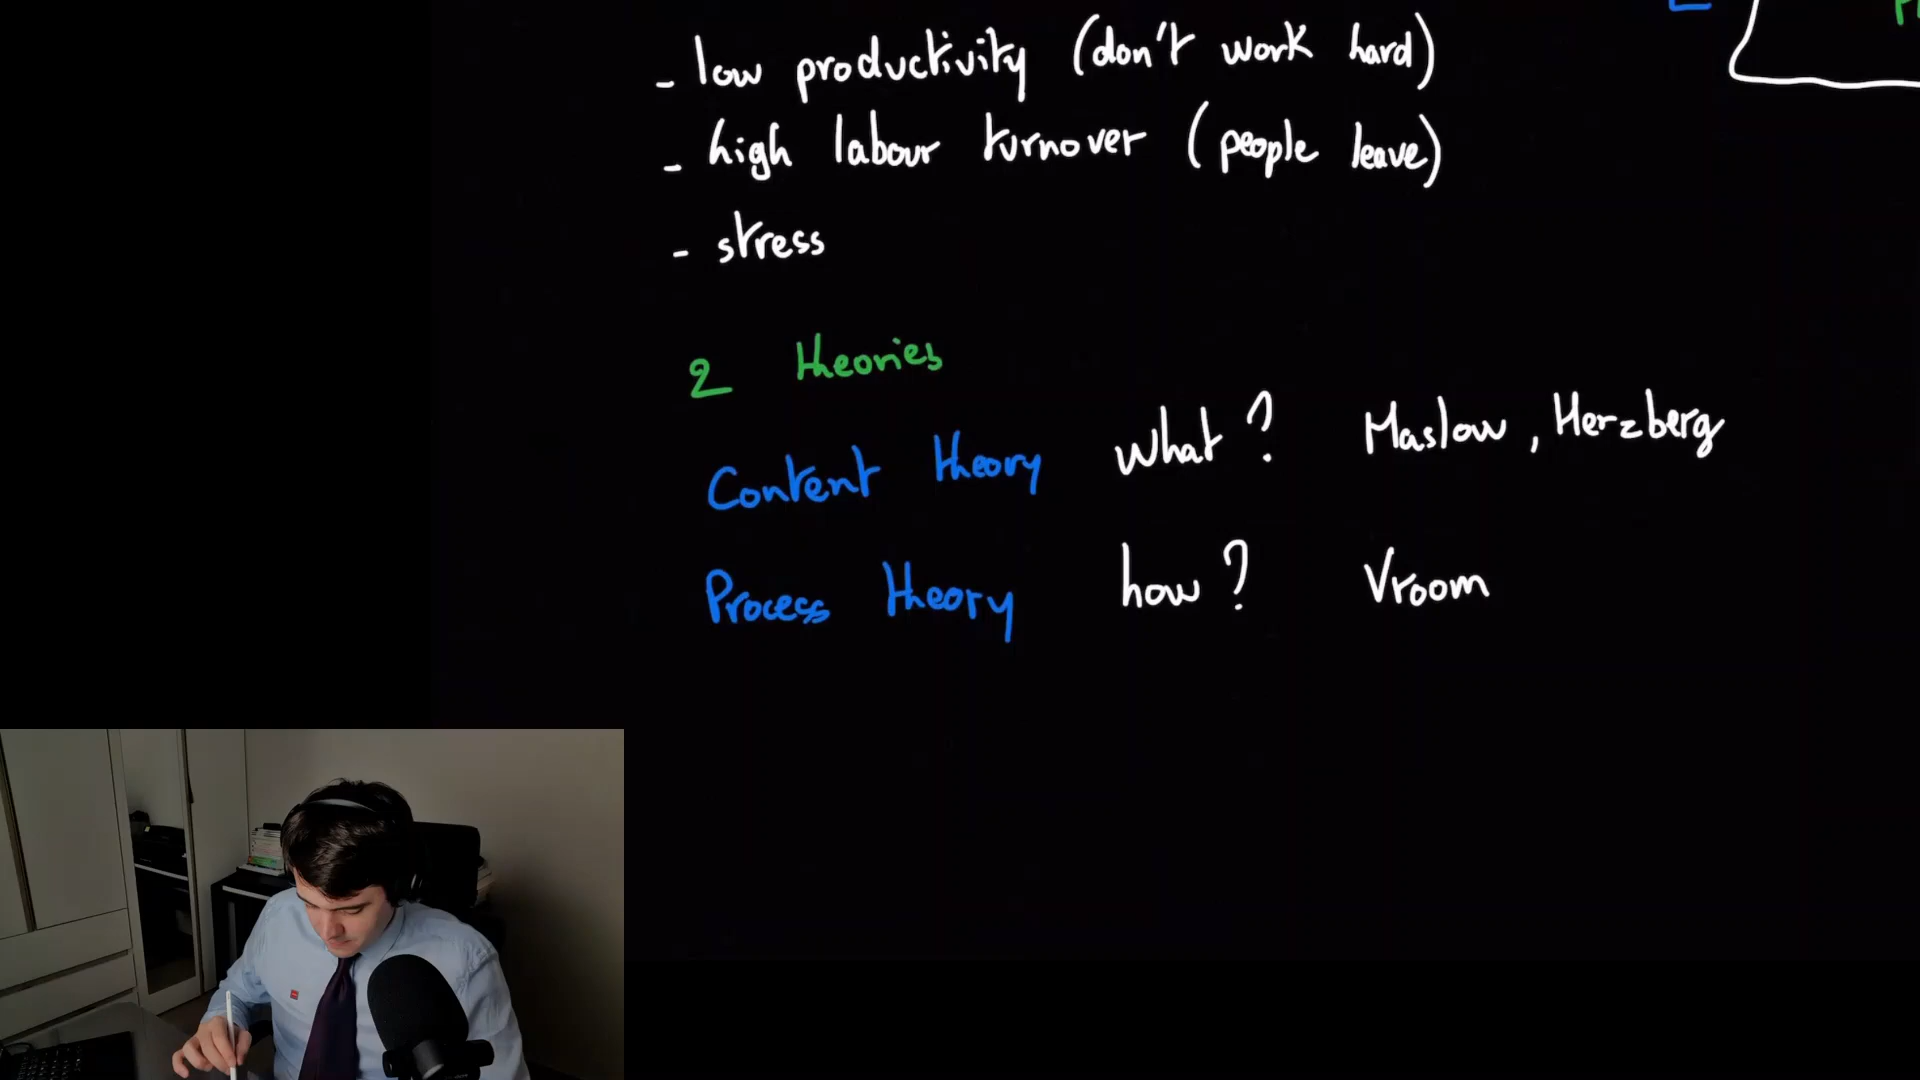 - low productivity (don't work hard)
- high labour turnover (people leave)
- stress
2 theories
Content theory what? Maslow, Herzberg
Process theory how? Vroom